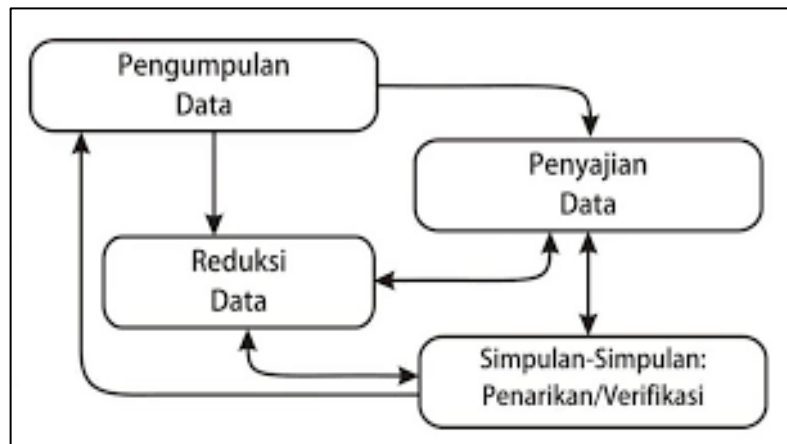 Pengumpulan
Data
Penyajian
Data
Reduksi
Data
Simpulan-Simpulan:
Penarikan/Verifikasi